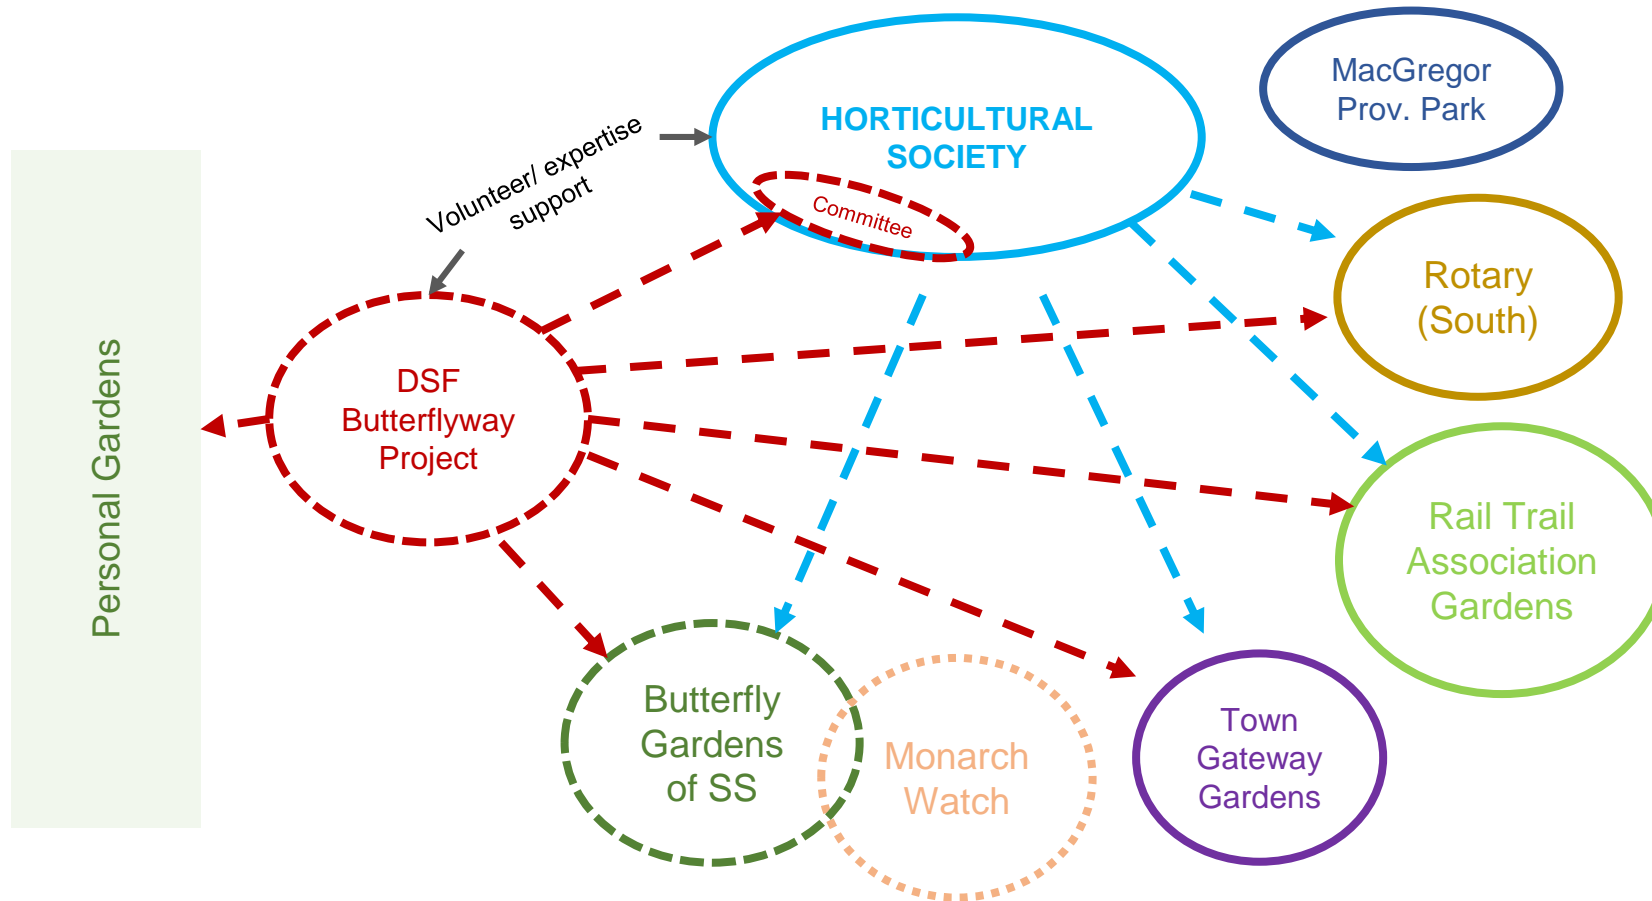 MacGregor
Prov. Park
HORTICULTURAL
SOCIETY
Committee
Volunteer/ expertise
support
Rotary
(South)
DSF
Butterflyway
Project
Personal Gardens
Rail Trail
Association
Gardens
Butterfly
Gardens
of SS
Monarch
Watch
Town
Gateway
Gardens